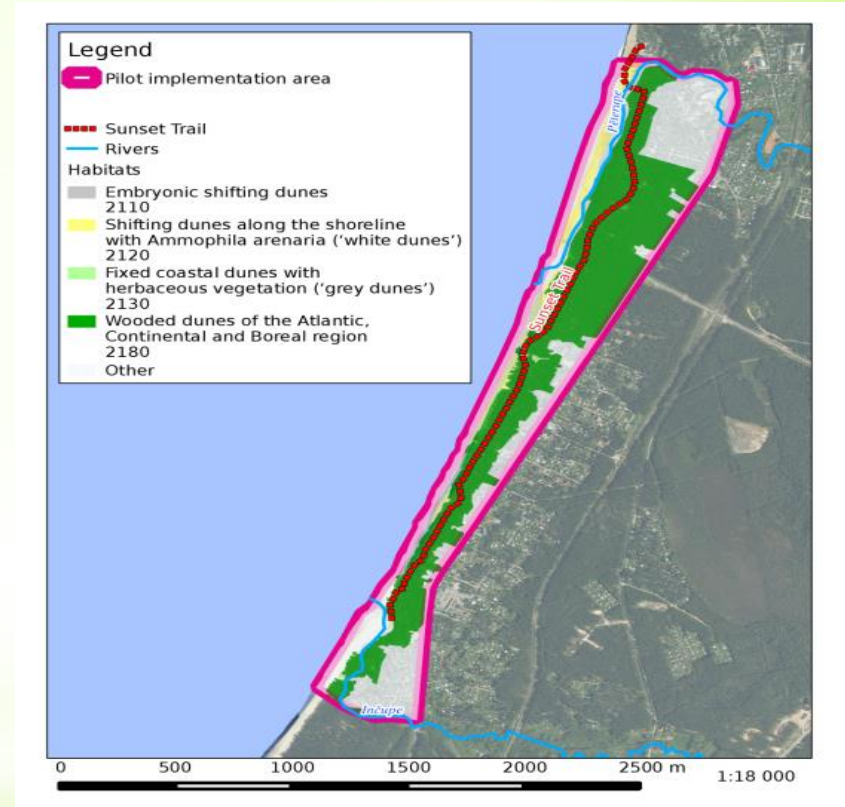 Legend
Pilot implementation area
Sunset Trail
Rivers
Habitats
Embryonic shifting dunes
2110
Shifting dunes along the shoreline
with Ammophila arenaria (‘white dunes’)
2120
Fixed coastal dunes with
herbaceous vegetation (‘grey dunes’)
2130
Wooded dunes of the Atlantic,
Continental and Boreal region
2180
Other
Pēterupe
Sunset Trail
Inčupe
0 500 1000 1500 2000 2500 m
1:18 000